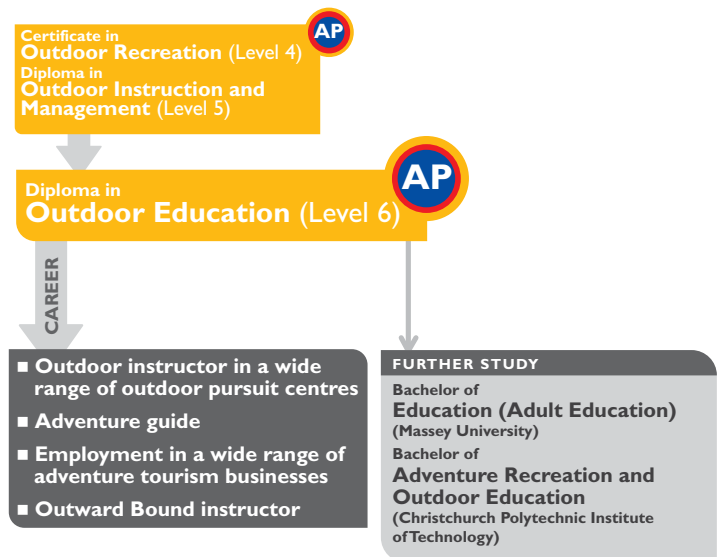 Certificate in
Outdoor Recreation (Level 4)
Diploma in
Outdoor Instruction and
Management (Level 5)
AP
Diploma in
Outdoor Education (Level 6)
AP
CAREER
■ Outdoor instructor in a wide
range of outdoor pursuit centres
■ Adventure guide
■ Employment in a wide range of
adventure tourism businesses
■ Outward Bound instructor
FURTHER STUDY
Bachelor of
Education (Adult Education)
(Massey University)
Bachelor of
Adventure Recreation and
Outdoor Education
(Christchurch Polytechnic Institute
of Technology)